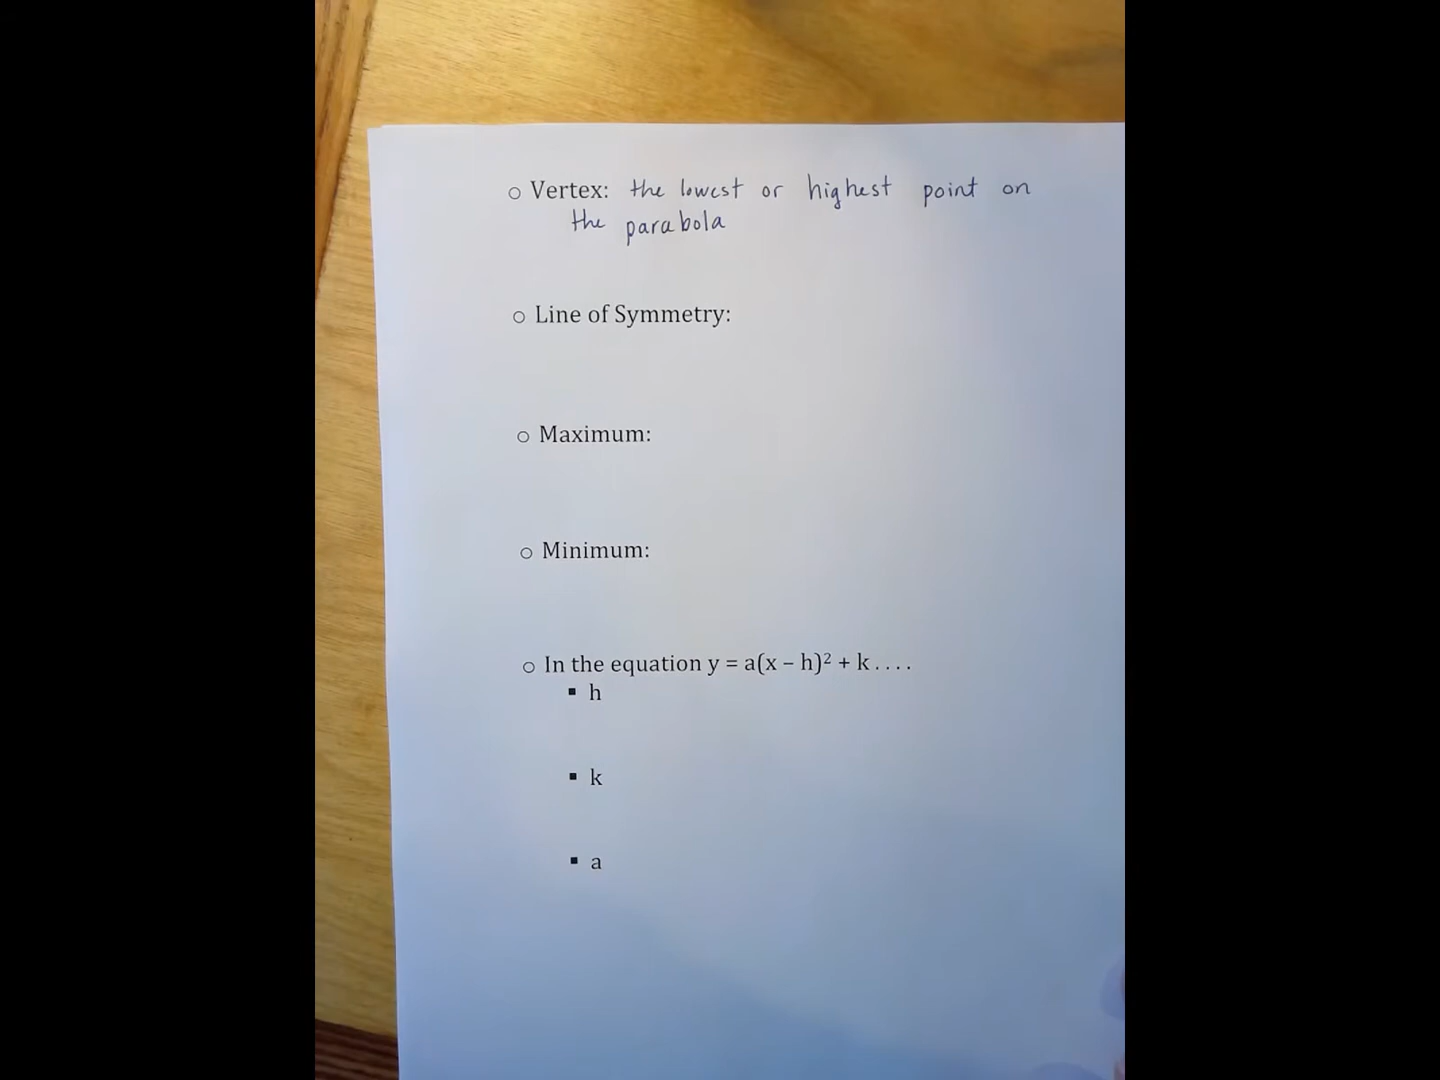 ○ Vertex: the lowest or highest point on
the parabola
○ Line of Symmetry:
○ Maximum:
○ Minimum:
○ In the equation y = a(x – h)² + k . . . .
▪ h
▪ k
▪ a